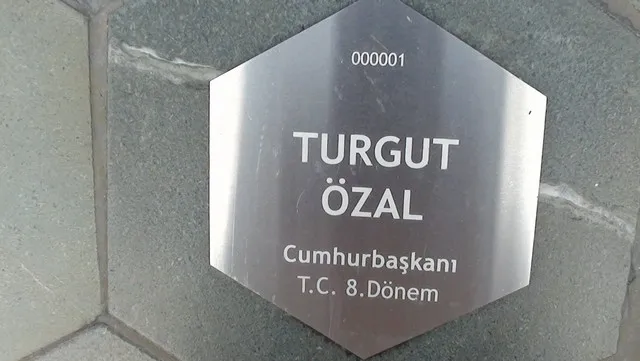 000001
TURGUT
ÖZAL
Cumhurbaşkanı
T.C. 8.Dönem